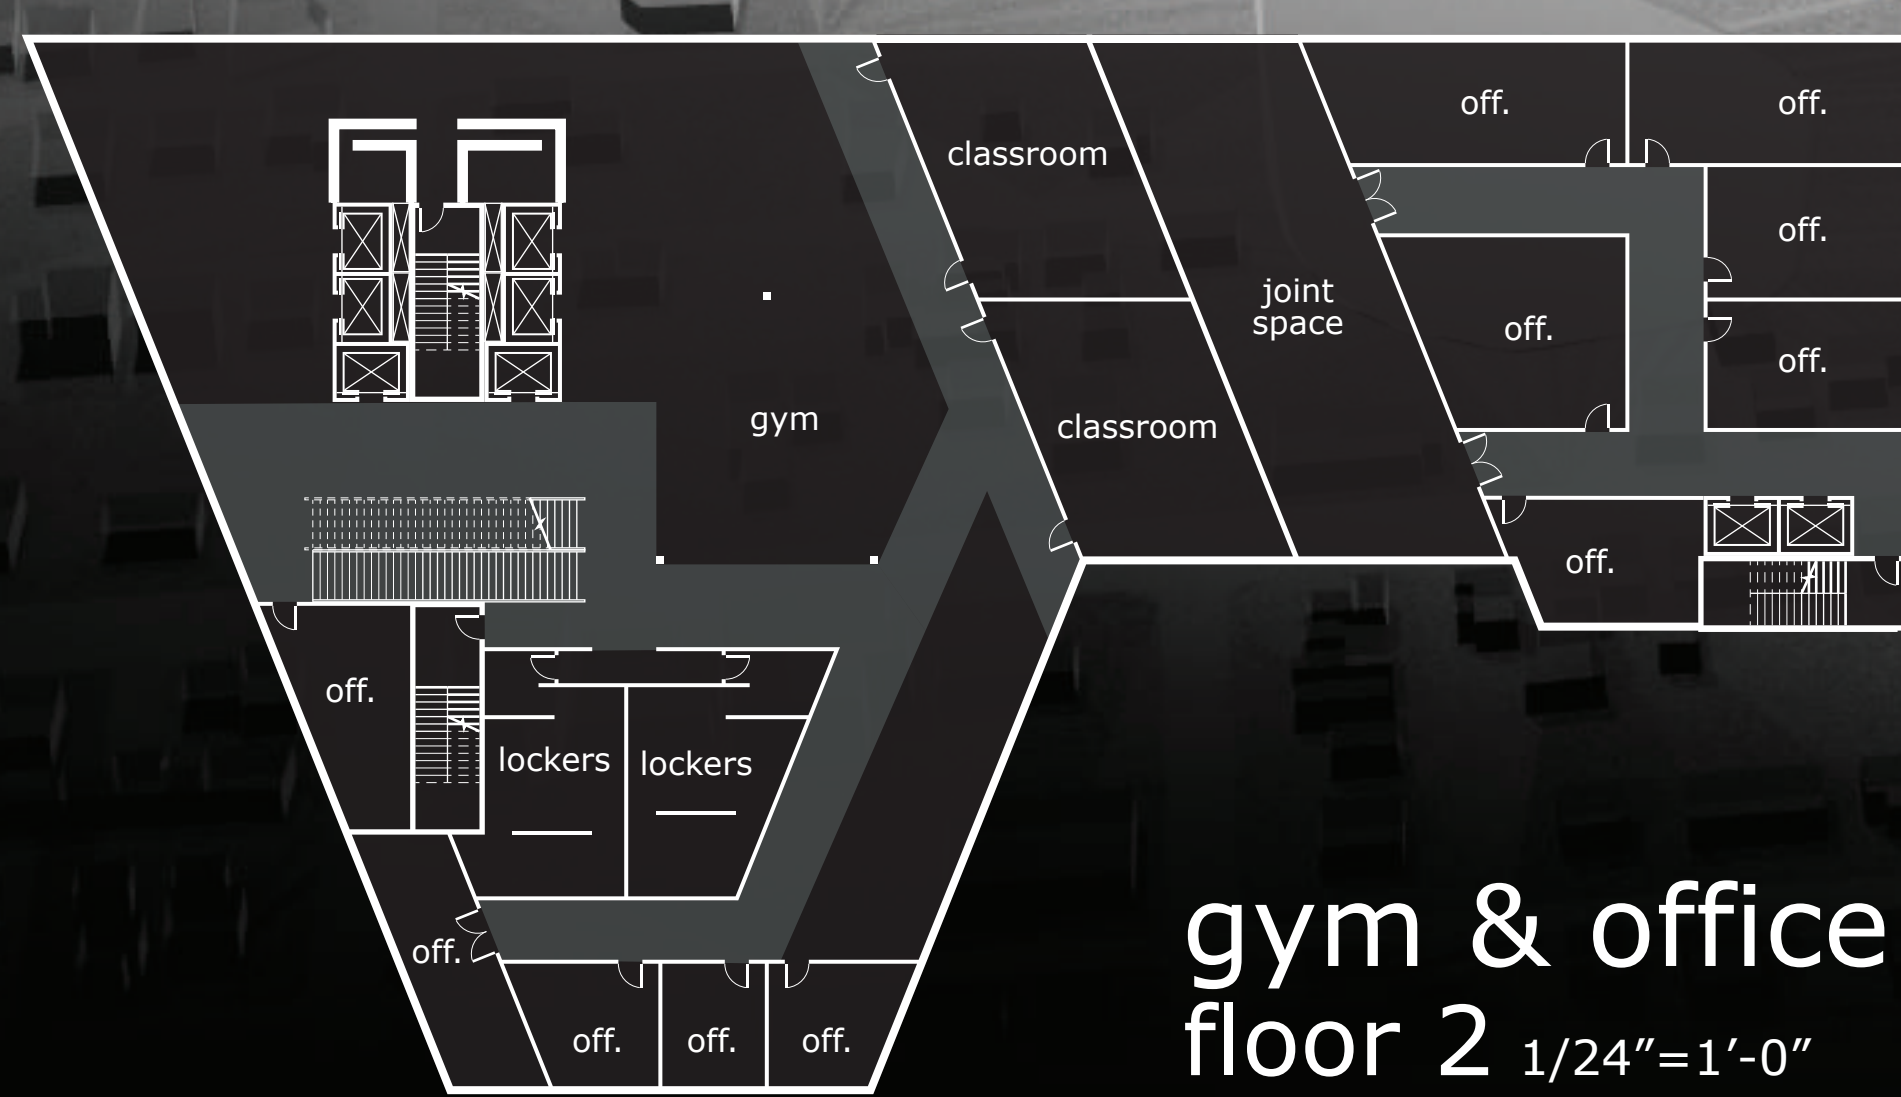 off.
off.
classroom
off.
joint
space
off.
off.
gym
classroom
off.
off.
lockers
lockers
off.
off.
off.
off.
gym & office
floor 2 1/24”=1’-0”